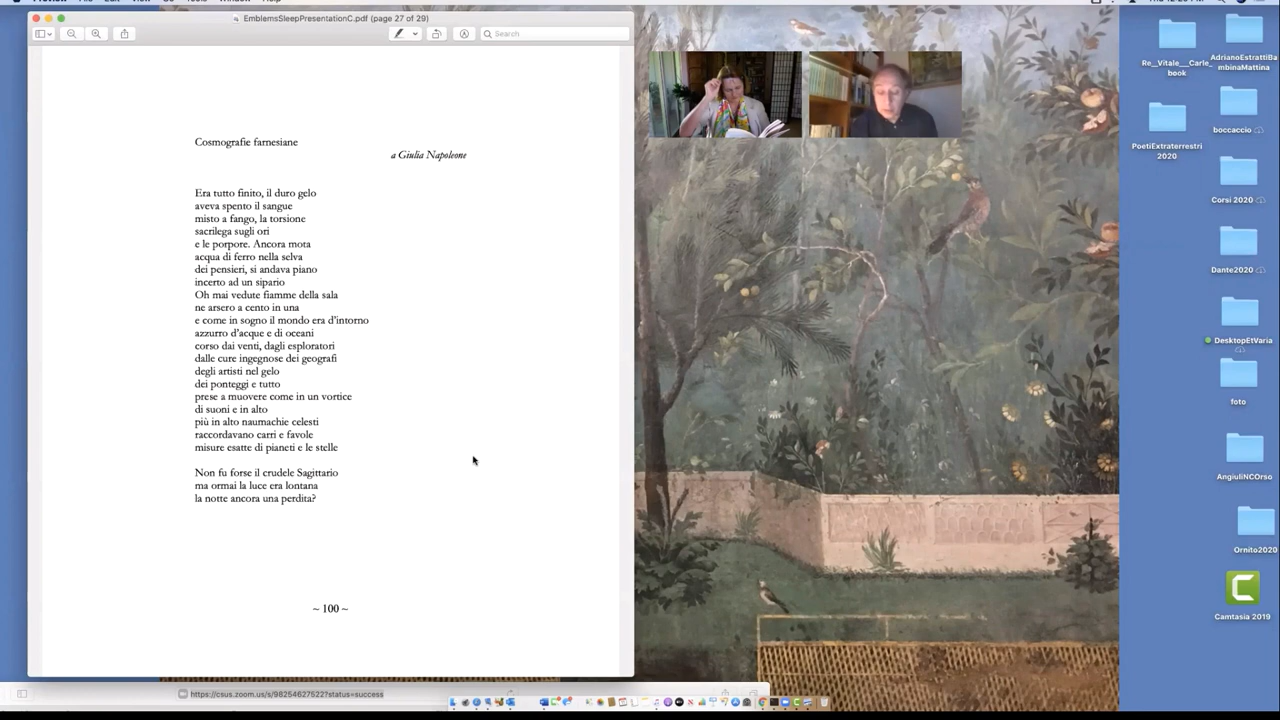 EmblemsSleepPresentationC.pdf (page 27 of 29)
Search
Cosmografie farnesiane
a Giulia Napoleone
Era tutto finito, il duro gelo
aveva spento il sangue
misto a fango, la torsione
sacrilega sugli ori
e le porpore. Ancora mota
acqua di ferro nella selva
dei pensieri, si andava piano
incerto ad un sipario
Oh mai vedute fiamme della sala
ne arsero a cento in una
e come in sogno il mondo era d'intorno
azzurro d'acque e di oceani
corso dai venti, dagli esploratori
dalle cure ingegnose dei geografi
degli artisti nel gelo
dei ponteggi e tutto
prese a muovere come in un vortice
di suoni e in alto
più in alto naumachie celesti
raccordavano carri e favole
misure esatte di pianeti e le stelle
Non fu forse il crudele Sagittario
ma ormai la luce era lontana
la notte ancora una perdita?
~ 100 ~
https://csus.zoom.us/s/98254627522?status=success
Re__Vitale___Carle_
book
AdrianoEstrattiBa
mbinaMattina
PoetiExtraterrestri
2020
boccaccio
Corsi 2020
Dante2020
DesktopEtVaria
foto
AngiuliNCOrso
Ornito2020
Camtasia 2019